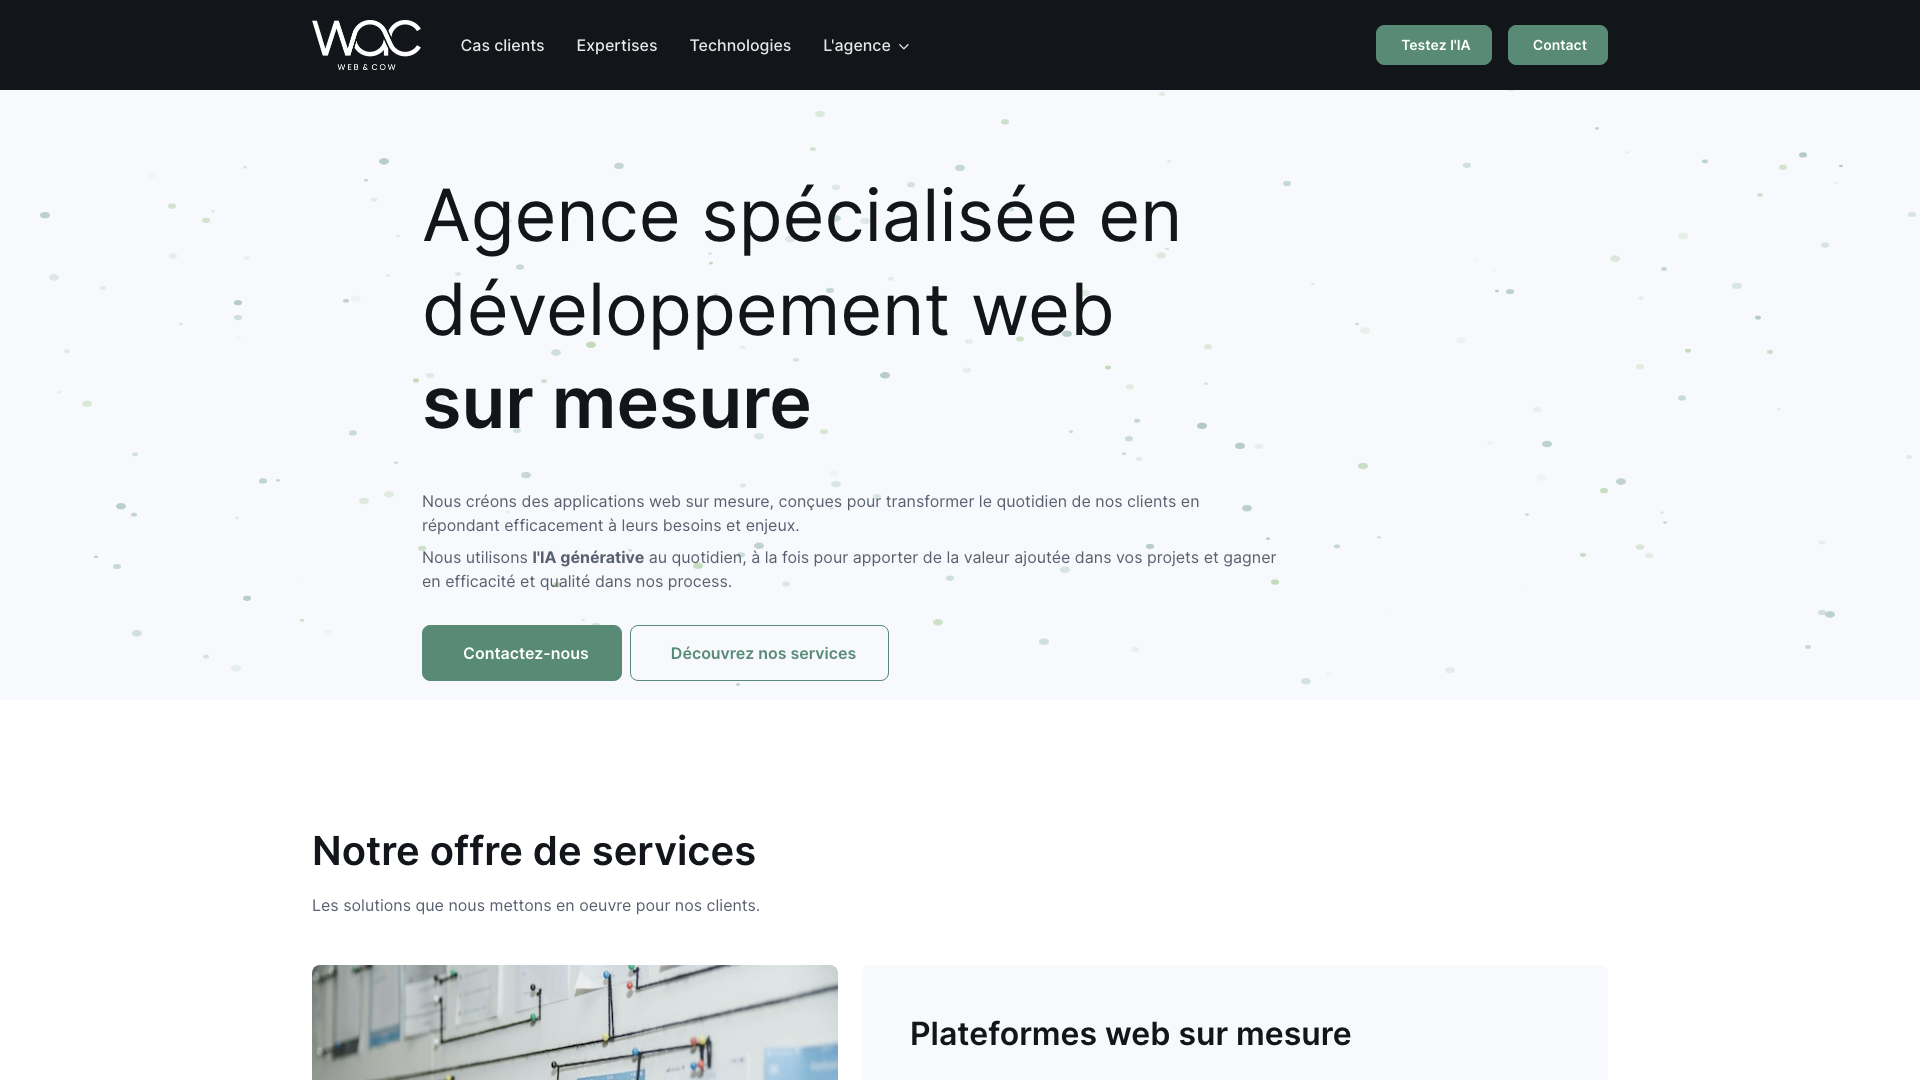 WAC
WEB & COW
Cas clients
Expertises
Technologies
L'agence
Testez l'IA
Contact
Agence spécialisée en
développement web
sur mesure
Nous créons des applications web sur mesure, conçues pour transformer le quotidien de nos clients en
répondant efficacement à leurs besoins et enjeux.
Nous utilisons l'IA générative au quotidien, à la fois pour apporter de la valeur ajoutée dans vos projets et gagner
en efficacité et qualité dans nos process.
Contactez-nous
Découvrez nos services
Notre offre de services
Les solutions que nous mettons en oeuvre pour nos clients.
Plateformes web sur mesure